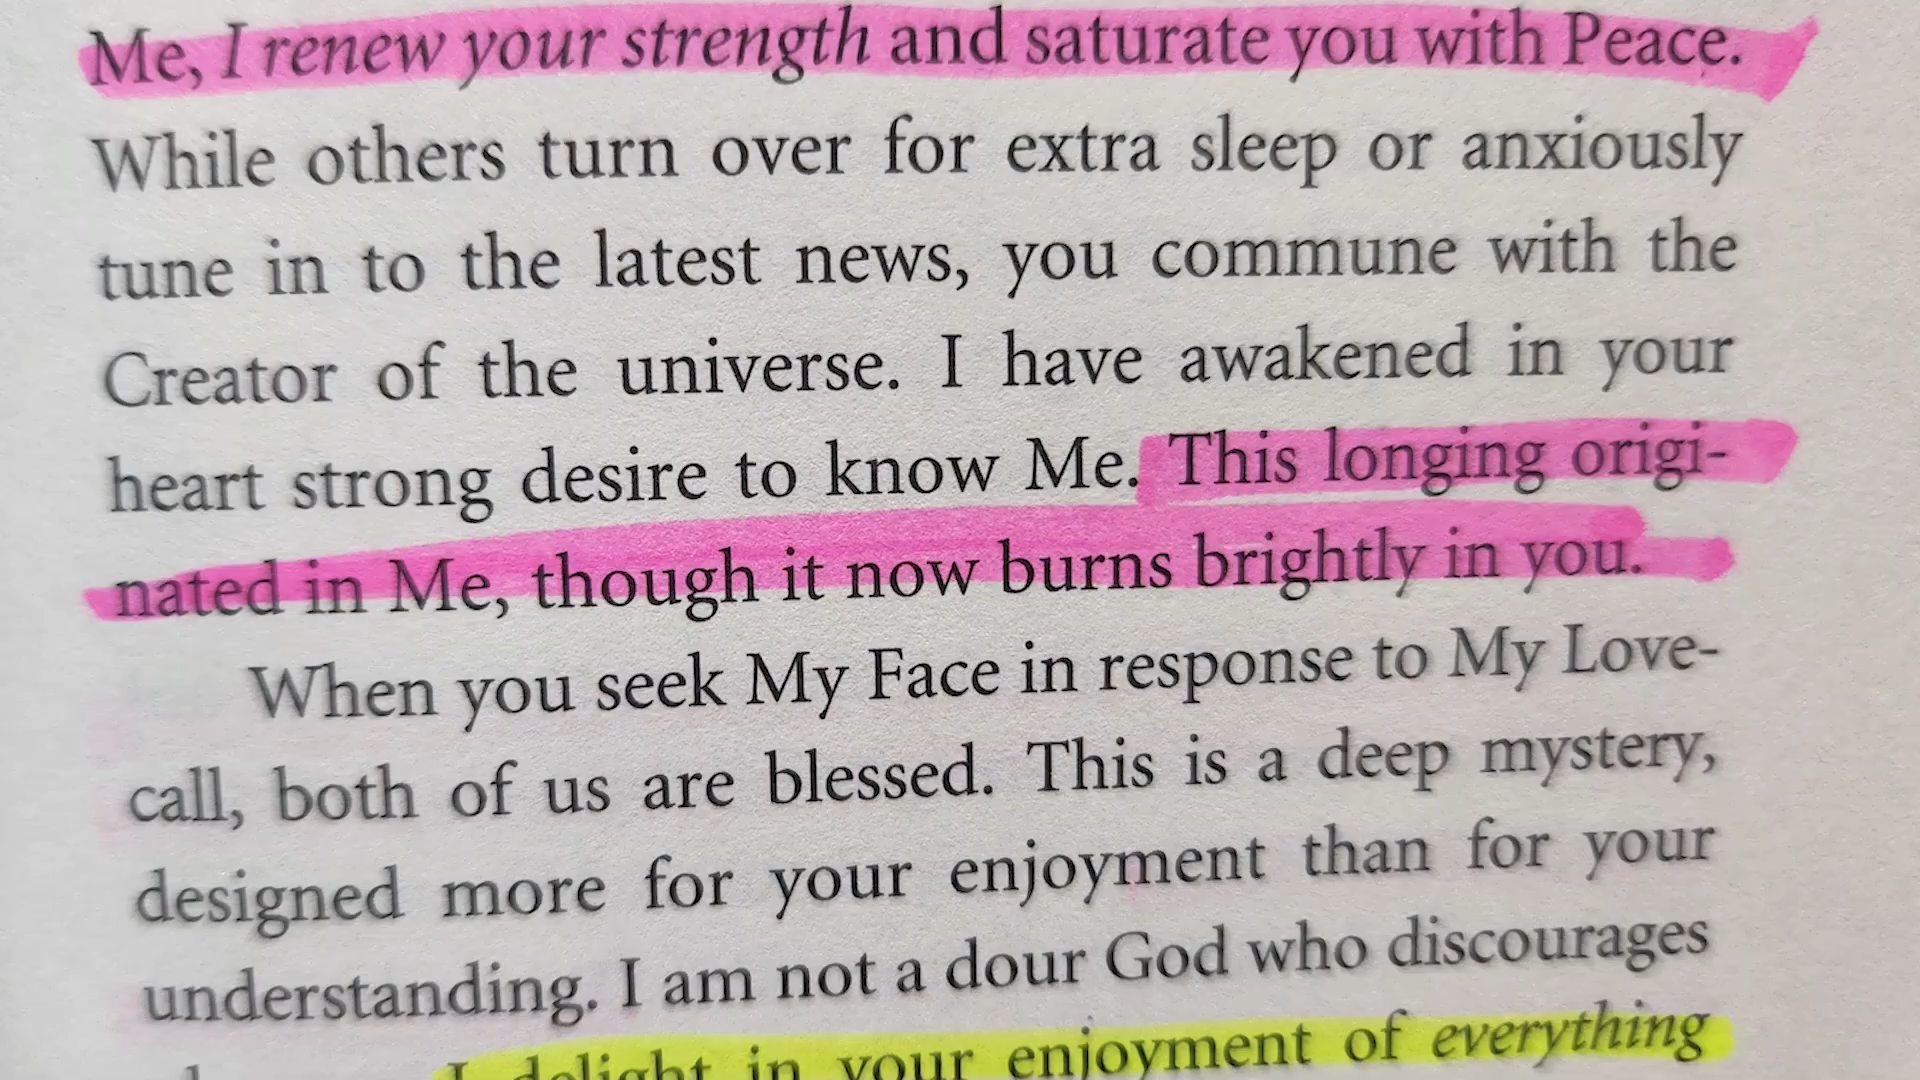 Me, I renew your strength and saturate you with Peace.
While others turn over for extra sleep or anxiously
tune in to the latest news, you commune with the
Creator of the universe. I have awakened in your
heart strong desire to know Me. This longing origi-
nated in Me, though it now burns brightly in you.
When you seek My Face in response to My Love-
call, both of us are blessed. This is a deep mystery,
designed more for your enjoyment than for your
understanding. I am not a dour God who discourages
I delight in your enjoyment of everything